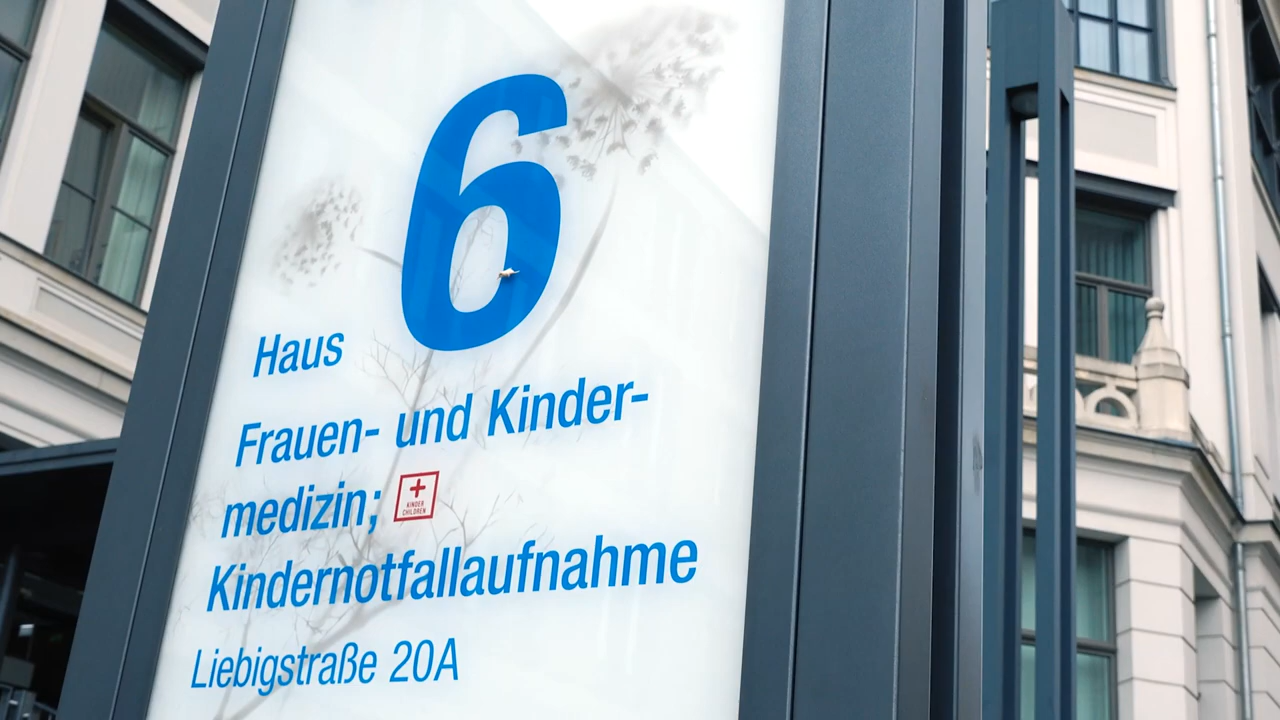 6
Haus
Frauen- und Kinder-
medizin;
KINDER
CHILDREN
Kindernotfallaufnahme
Liebigstraße 20A